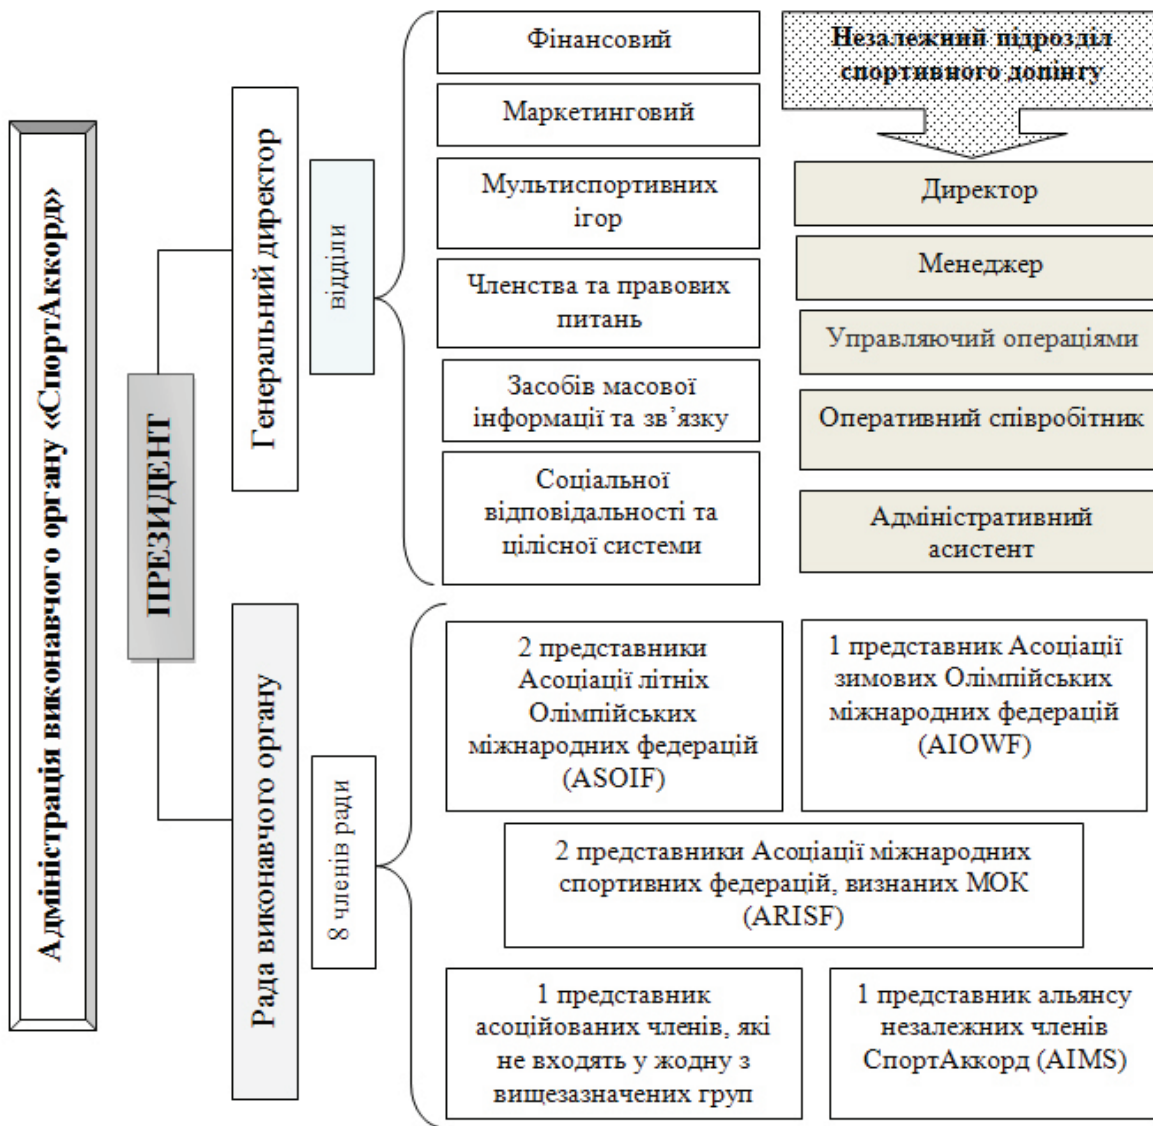 Адміністрація виконавчого органу «СпортАккорд»
ПРЕЗИДЕНТ
Генеральний директор
відділи
Фінансовий
Маркетинговий
Мультиспортивних
ігор
Членства та правових
питань
Засобів масової
інформації та зв’язку
Соціальної
відповідальності та
цілісної системи
Незалежний підрозділ
спортивного допінгу
Директор
Менеджер
Управляючий операціями
Оперативний співробітник
Адміністративний
асистент
Рада виконавчого органу
8 членів ради
2 представники
Асоціації літніх
Олімпійських
міжнародних федерацій
(ASOIF)
1 представник Асоціації
зимових Олімпійських
міжнародних федерацій
(AIOWF)
2 представники Асоціації міжнародних
спортивних федерацій, визнаних МОК
(ARISF)
1 представник
асоційованих членів, які
не входять у жодну з
вищезазначених груп
1 представник альянсу
незалежних членів
СпортАккорд (AIMS)